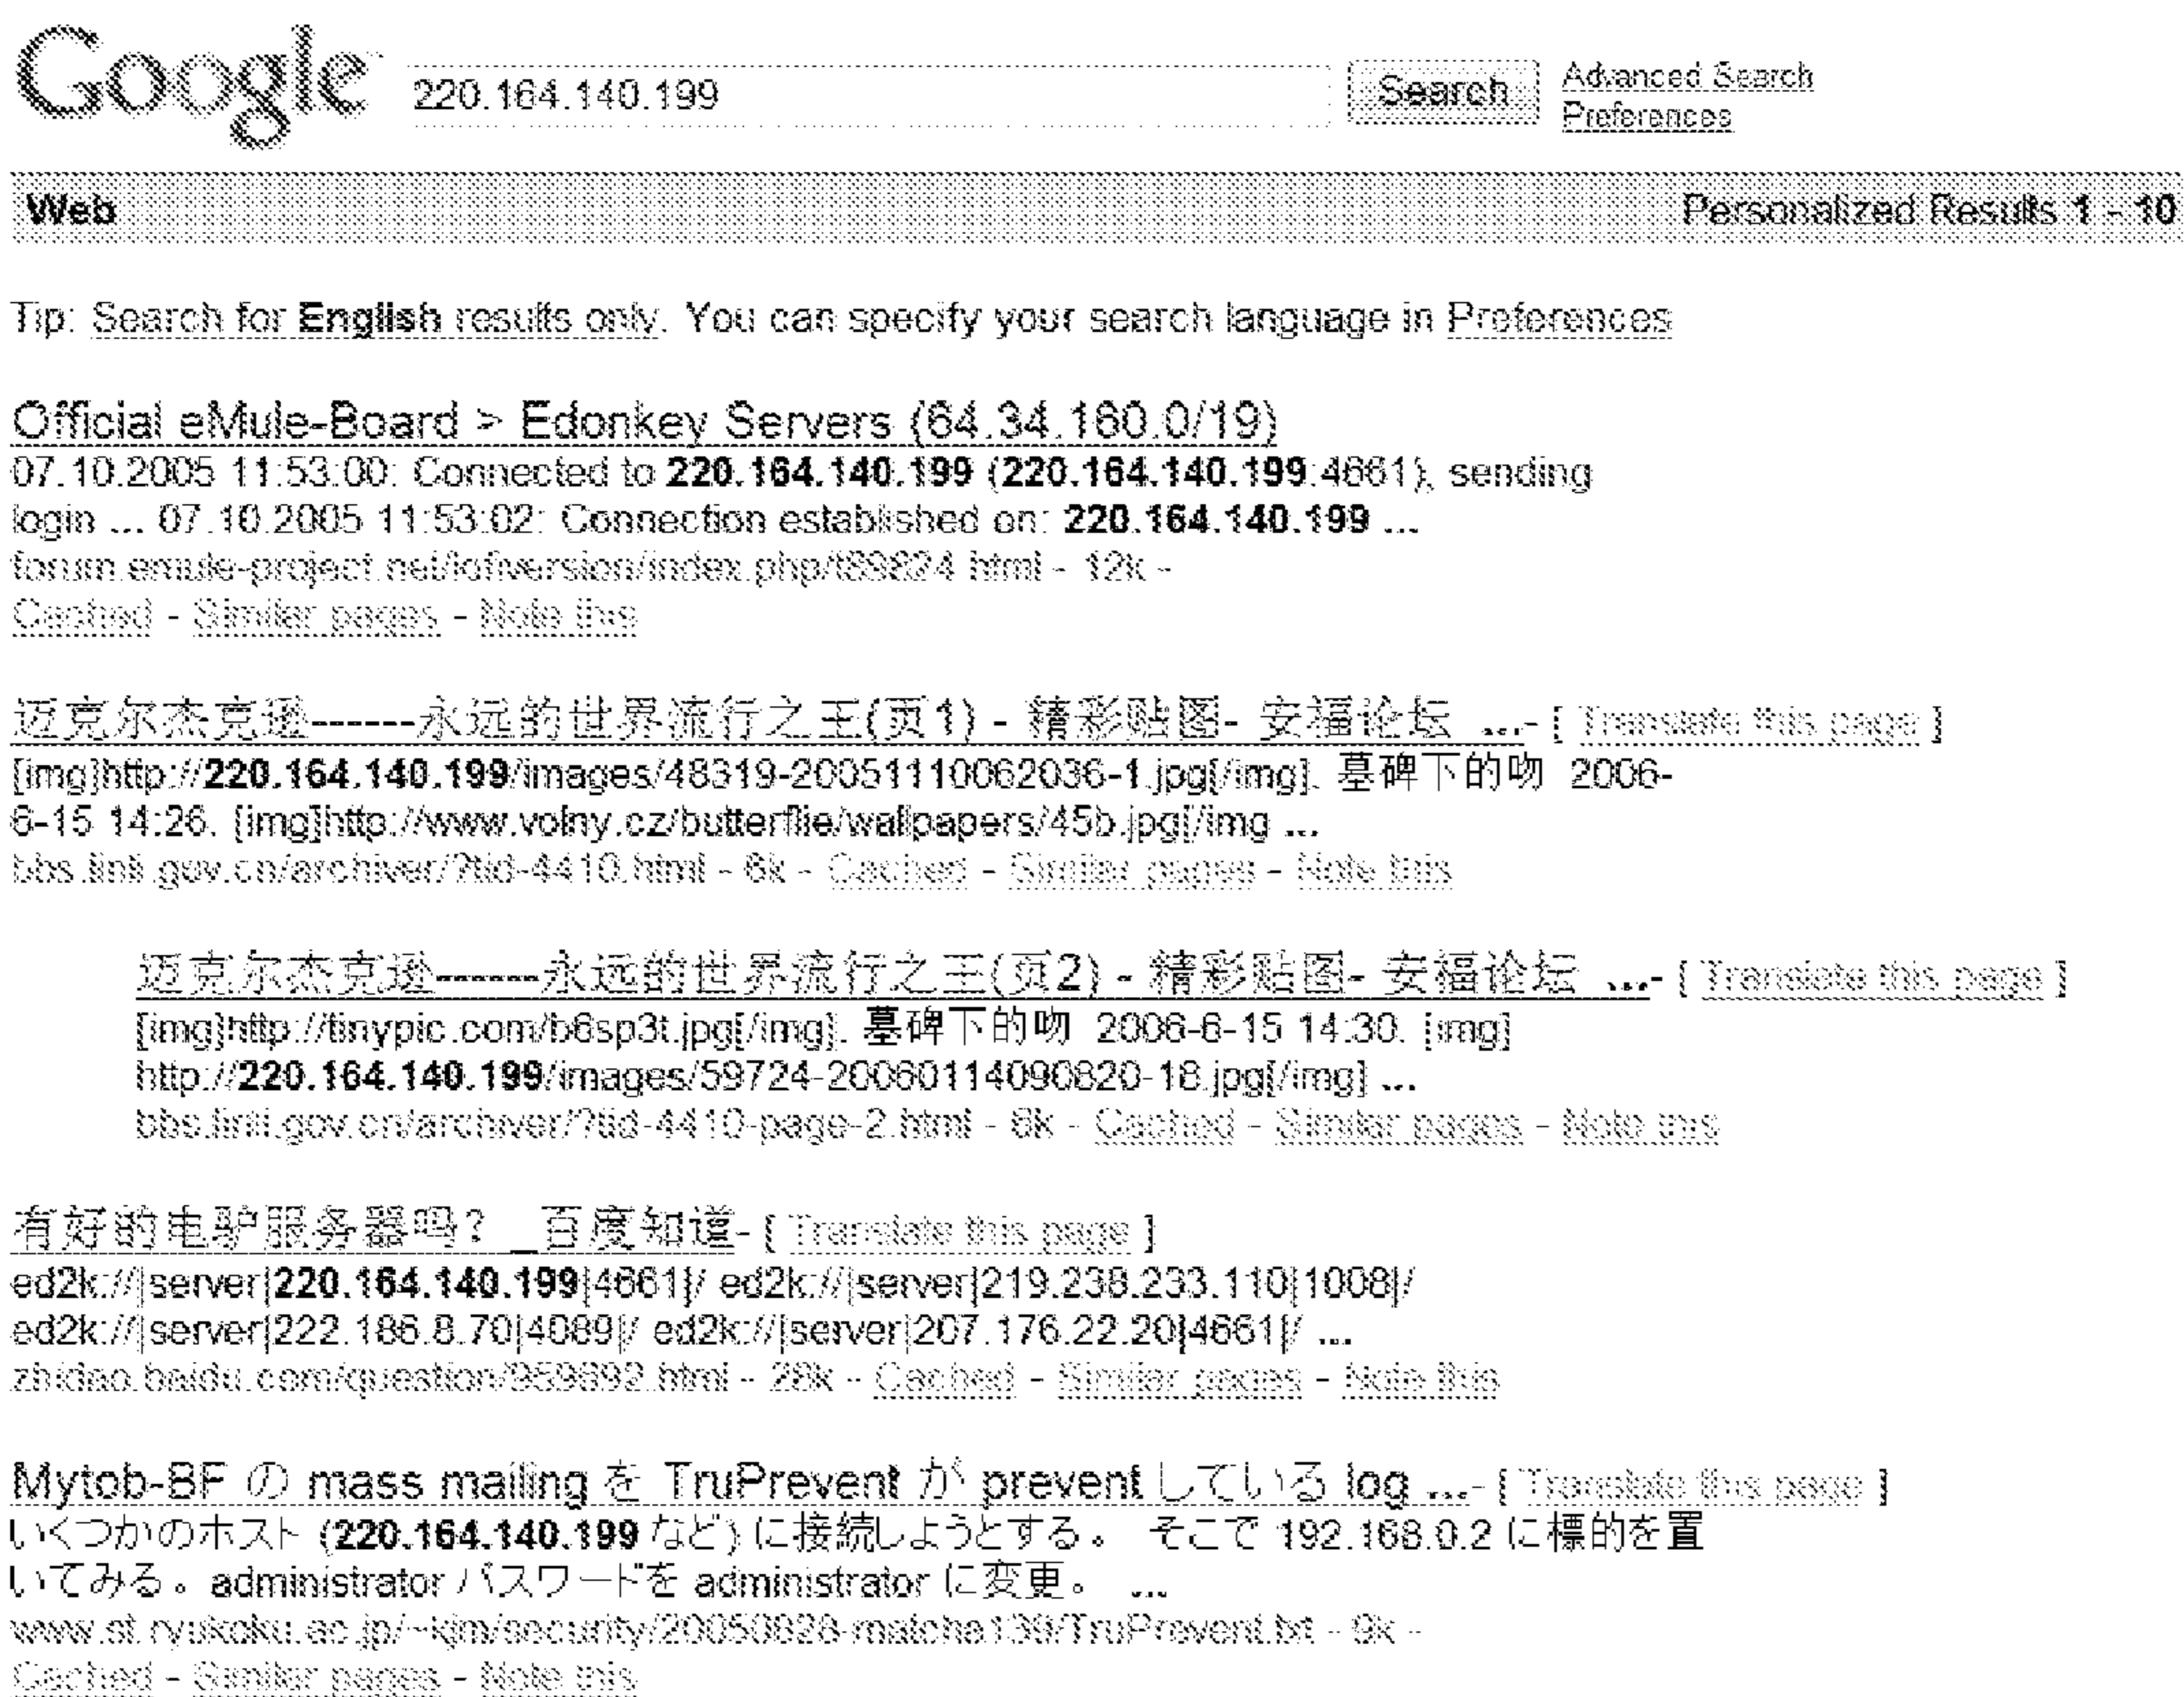 Google
220.164.140.199
Search
Advanced Search
Preferences
Web
Personalized Results 1 - 10
Tip: Search for English results only. You can specify your search language in Preferences
Official eMule-Board > Edonkey Servers (64.34.160.0/19)
07.10.2005 11:53:00: Connected to 220.164.140.199 (220.164.140.199:4661), sending
login ... 07.10.2005 11:53:02: Connection established on: 220.164.140.199 ...
forum.emule-project.net/lofiversion/index.php/t89824.html - 12k -
Cached - Similar pages - Note this
迈克尔杰克逊------永远的世界流行之王(页1) - 精彩贴图- 安福论坛 ...- [ Translate this page ]
[img]http://220.164.140.199/images/48319-20051110062036-1.jpg[/img]. 墓碑下的吻 2006-
6-15 14:26. [img]http://www.volny.cz/butterflie/wallpapers/45b.jpg[/img ...
bbs.linli.gov.cn/archiver/?tid-4410.html - 6k - Cached - Similar pages - Note this
迈克尔杰克逊------永远的世界流行之王(页2) - 精彩贴图- 安福论坛 ...- [ Translate this page ]
[img]http://tinypic.com/b6sp3t.jpg[/img]. 墓碑下的吻 2006-6-15 14:30. [img]
http://220.164.140.199/images/59724-20060114090820-18.jpg[/img] ...
bbs.linli.gov.cn/archiver/?tid-4410-page-2.html - 6k - Cached - Similar pages - Note this
有好的电驴服务器吗？_百度知道- [ Translate this page ]
ed2k://|server|220.164.140.199|4661|/ ed2k://|server|219.238.233.110|1008|/
ed2k://|server|222.186.8.70|4089|/ ed2k://|server|207.176.22.20|4661|/ ...
zhidao.baidu.com/question/959892.html - 28k - Cached - Similar pages - Note this
Mytob-BF の mass mailing を TruPrevent が prevent している log ...- [ Translate this page ]
いくつかのホスト (220.164.140.199 など) に接続しようとする。 そこで 192.168.0.2 に標的を置
いてみる。administrator パスワードを administrator に変更。 ...
www.st.ryukoku.ac.jp/~kjm/security/20050828-matcha139/TruPrevent.txt - 9k -
Cached - Similar pages - Note this